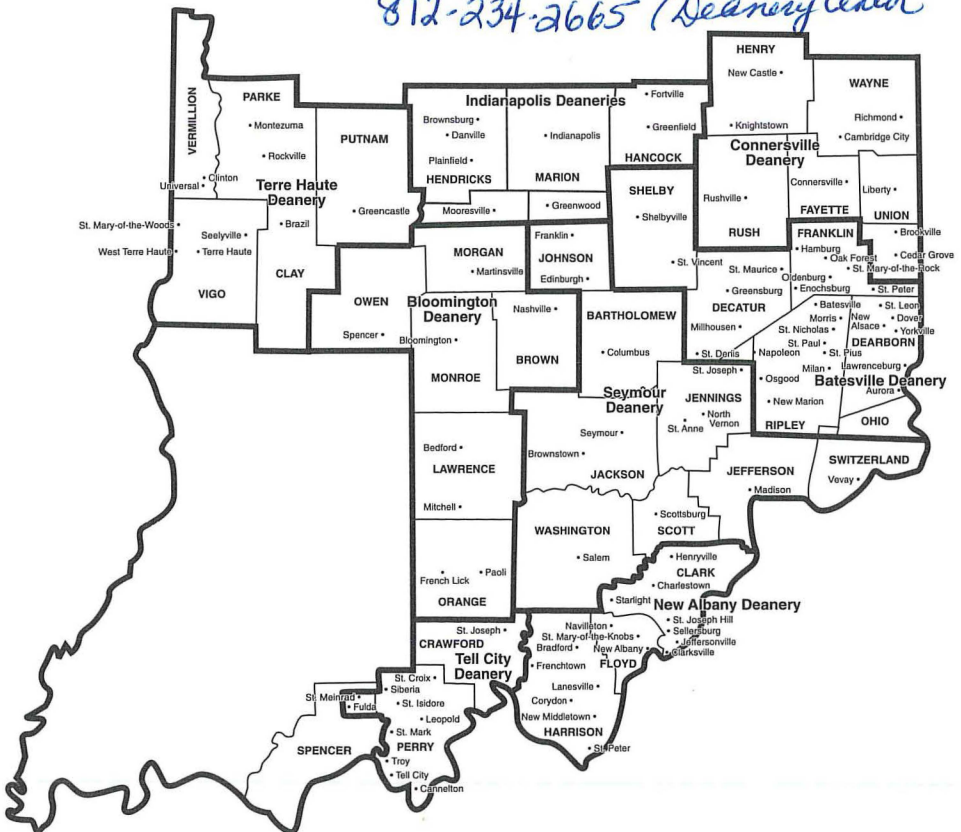 812-234-2665 (Deanery Center
HENRY
New Castle
Knightstown
WAYNE
Richmond
Cambridge City
VERMILLION
PARKE
Montezuma
Rockville
Clinton
Universal
PUTNAM
Greencastle
Terre Haute
Deanery
Indianapolis Deaneries
Brownsburg
Danville
Plainfield
HENDRICKS
Indianapolis
MARION
Fortville
Greenfield
HANCOCK
Connersville
Deanery
Mooresville
Greenwood
SHELBY
Shelbyville
Rushville
RUSH
Connersville
FAYETTE
Liberty
UNION
St. Mary-of-the-Woods
West Terre Haute
Seelyville
Terre Haute
VIGO
Brazil
CLAY
MORGAN
Martinsville
Franklin
JOHNSON
Edinburgh
St. Vincent
FRANKLIN
Hamburg
Oak Forest
Oldenburg
Enochsburg
Brookville
Cedar Grove
St. Mary-of-the-Rock
St. Peter
St. Maurice
Greensburg
DECATUR
Millhousen
St. Denis
OWEN
Spencer
Bloomington
Deanery
Bloomington
MONROE
Nashville
BROWN
BARTHOLOMEW
Columbus
Batesville
Morris
St. Nicholas
St. Paul
Napoleon
St. Pius
Milan
Osgood
New Marion
RIPLEY
St. Leon
New
Alsace
Dover
Yorkville
DEARBORN
Lawrenceburg
Batesville Deanery
Aurora
OHIO
Seymour
Deanery
St. Joseph
JENNINGS
North
Vernon
St. Anne
Seymour
Brownstown
JACKSON
Bedford
LAWRENCE
Mitchell
JEFFERSON
Madison
SWITZERLAND
Vevay
WASHINGTON
Salem
Scottsburg
SCOTT
French Lick
Paoli
ORANGE
Henryville
CLARK
Charlestown
Starlight
New Albany Deanery
St. Joseph Hill
Sellersburg
Jeffersonville
Clarksville
Navilleton
St. Mary-of-the-Knobs
Bradford
New Albany
FLOYD
Frenchtown
Lanesville
Corydon
New Middletown
HARRISON
St. Peter
St. Joseph
CRAWFORD
Tell City
Deanery
St. Croix
Siberia
St. Meinrad
Fulda
St. Isidore
Leopold
St. Mark
SPENCER
PERRY
Troy
Tell City
Cannelton